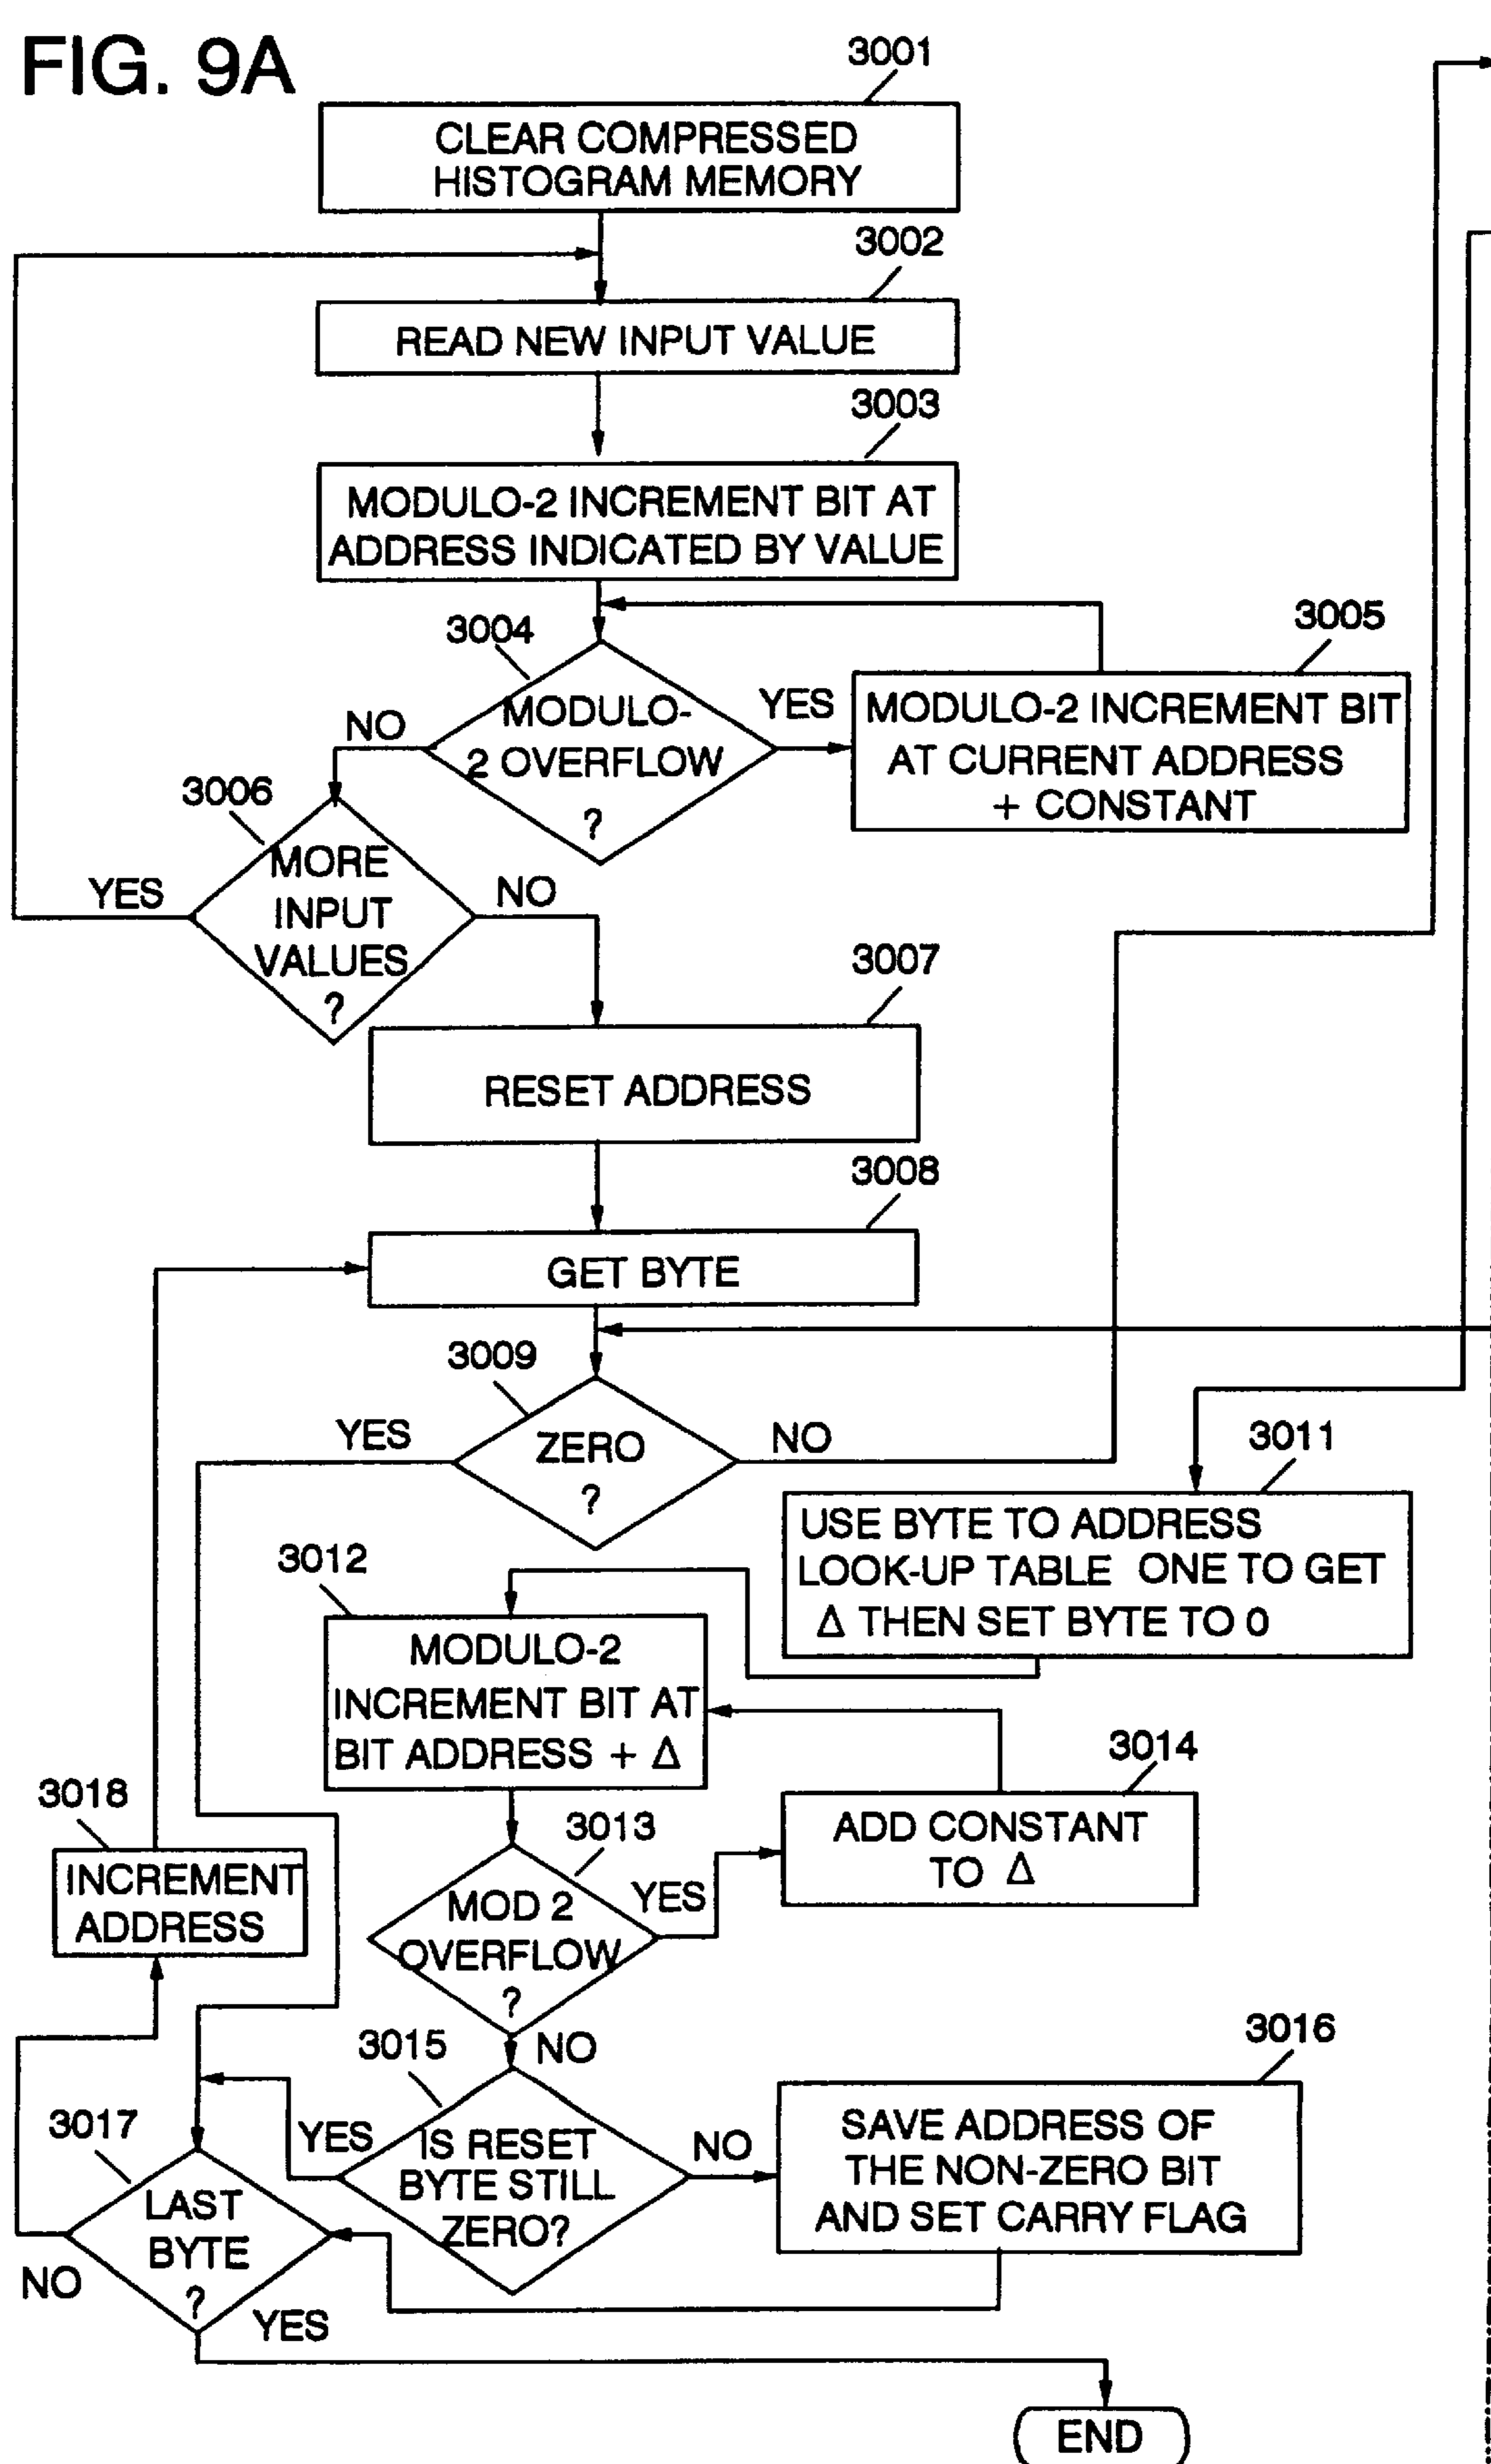 FIG. 9A
3001
CLEAR COMPRESSED
HISTOGRAM MEMORY
3002
READ NEW INPUT VALUE
3003
MODULO-2 INCREMENT BIT AT
ADDRESS INDICATED BY VALUE
3004
MODULO-
2 OVERFLOW
?
YES
NO
3005
MODULO-2 INCREMENT BIT
AT CURRENT ADDRESS
+ CONSTANT
3006
MORE
INPUT
VALUES
?
YES
NO
3007
RESET ADDRESS
3008
GET BYTE
3009
ZERO
?
YES
NO
3011
USE BYTE TO ADDRESS
LOOK-UP TABLE ONE TO GET
Δ THEN SET BYTE TO 0
3012
MODULO-2
INCREMENT BIT AT
BIT ADDRESS + Δ
3013
MOD 2
OVERFLOW
?
YES
NO
3014
ADD CONSTANT
TO Δ
3018
INCREMENT
ADDRESS
3015
IS RESET
BYTE STILL
ZERO?
YES
NO
3016
SAVE ADDRESS OF
THE NON-ZERO BIT
AND SET CARRY FLAG
3017
LAST
BYTE
?
NO
YES
END